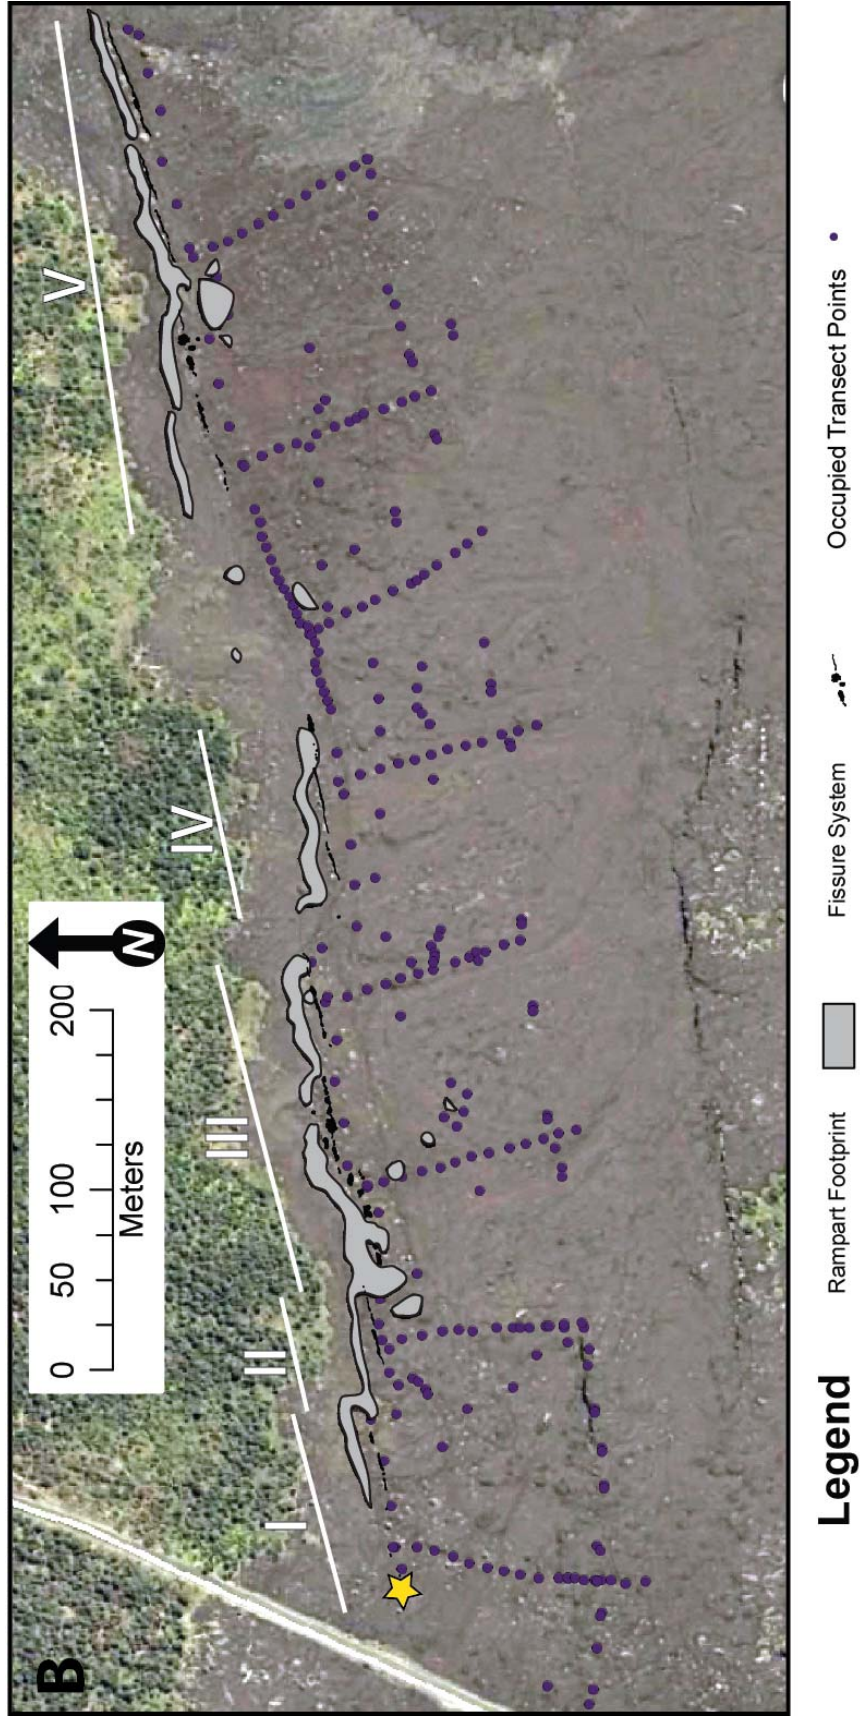 B
I
II
III
IV
V
N
0 50 100 200
Meters
Legend
Rampart Footprint
Fissure System
Occupied Transect Points